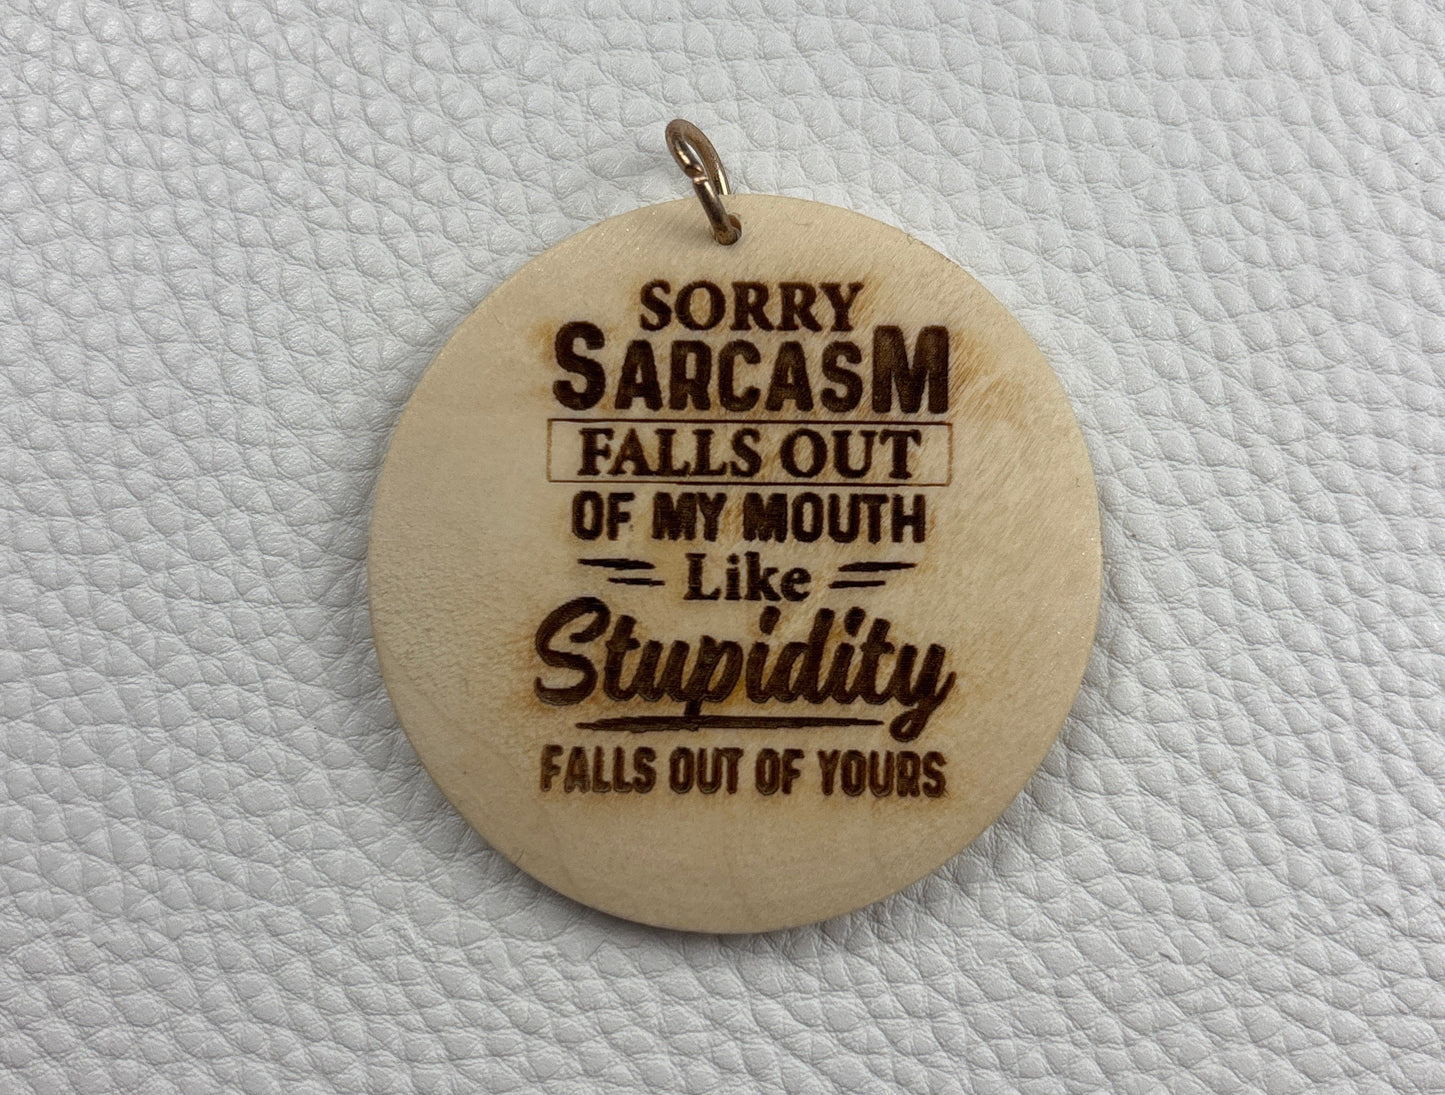 SORRY
SARCASM
FALLS OUT
OF MY MOUTH
Like
Stupidity
FALLS OUT OF YOURS